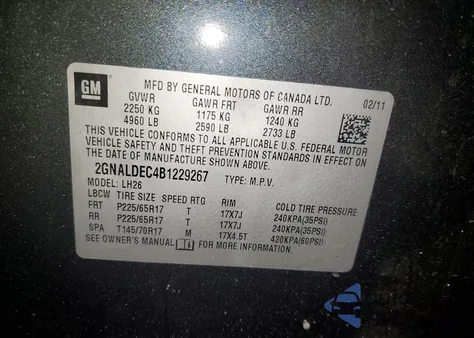 GM
MFD BY GENERAL MOTORS OF CANADA LTD.
02/11
GVWR GAWR FRT GAWR RR
2250 KG 1175 KG 1240 KG
4960 LB 2590 LB 2733 LB
THIS VEHICLE CONFORMS TO ALL APPLICABLE U.S. FEDERAL MOTOR
VEHICLE SAFETY AND THEFT PREVENTION STANDARDS IN EFFECT ON
THE DATE OF MANUFACTURE SHOWN ABOVE.
2GNALDEC4B1229267 TYPE: M.P.V.
MODEL: LH26
LBCW TIRE SIZE SPEED RTG RIM COLD TIRE PRESSURE
FRT P225/65R17 T 17X7J 240KPA(35PSI)
RR P225/65R17 T 17X7J 240KPA(35PSI)
SPA T145/70R17 M 17X4.5T 420KPA(60PSI)
SEE OWNER'S MANUAL FOR MORE INFORMATION.